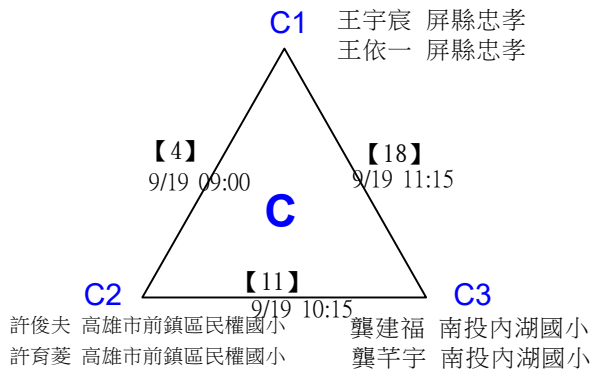 C1
王宇宸 屏縣忠孝
王依一 屏縣忠孝
【4】
9/19 09:00
【18】
9/19 11:15
C
【11】
9/19 10:15
C2
許俊夫 高雄市前鎮區民權國小
許育菱 高雄市前鎮區民權國小
C3
龔建福 南投內湖國小
龔芊宇 南投內湖國小